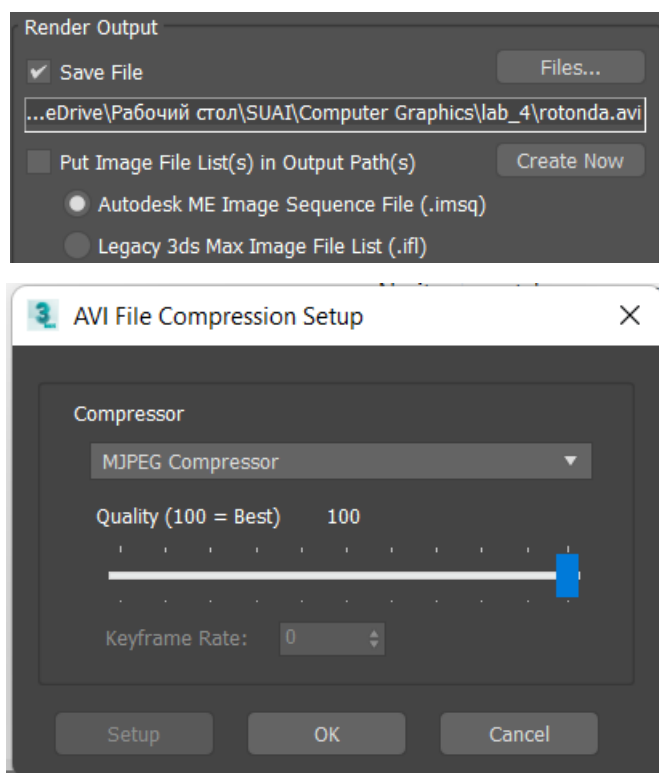 Render Output
Save File
Files...
...eDrive\Рабочий стол\SUAI\Computer Graphics\lab_4\rotonda.avi
Put Image File List(s) in Output Path(s)
Create Now
Autodesk ME Image Sequence File (.imsq)
Legacy 3ds Max Image File List (.ifl)
3
AVI File Compression Setup
Compressor
MJPEG Compressor
Quality (100 = Best) 100
Keyframe Rate: 0
Setup OK Cancel